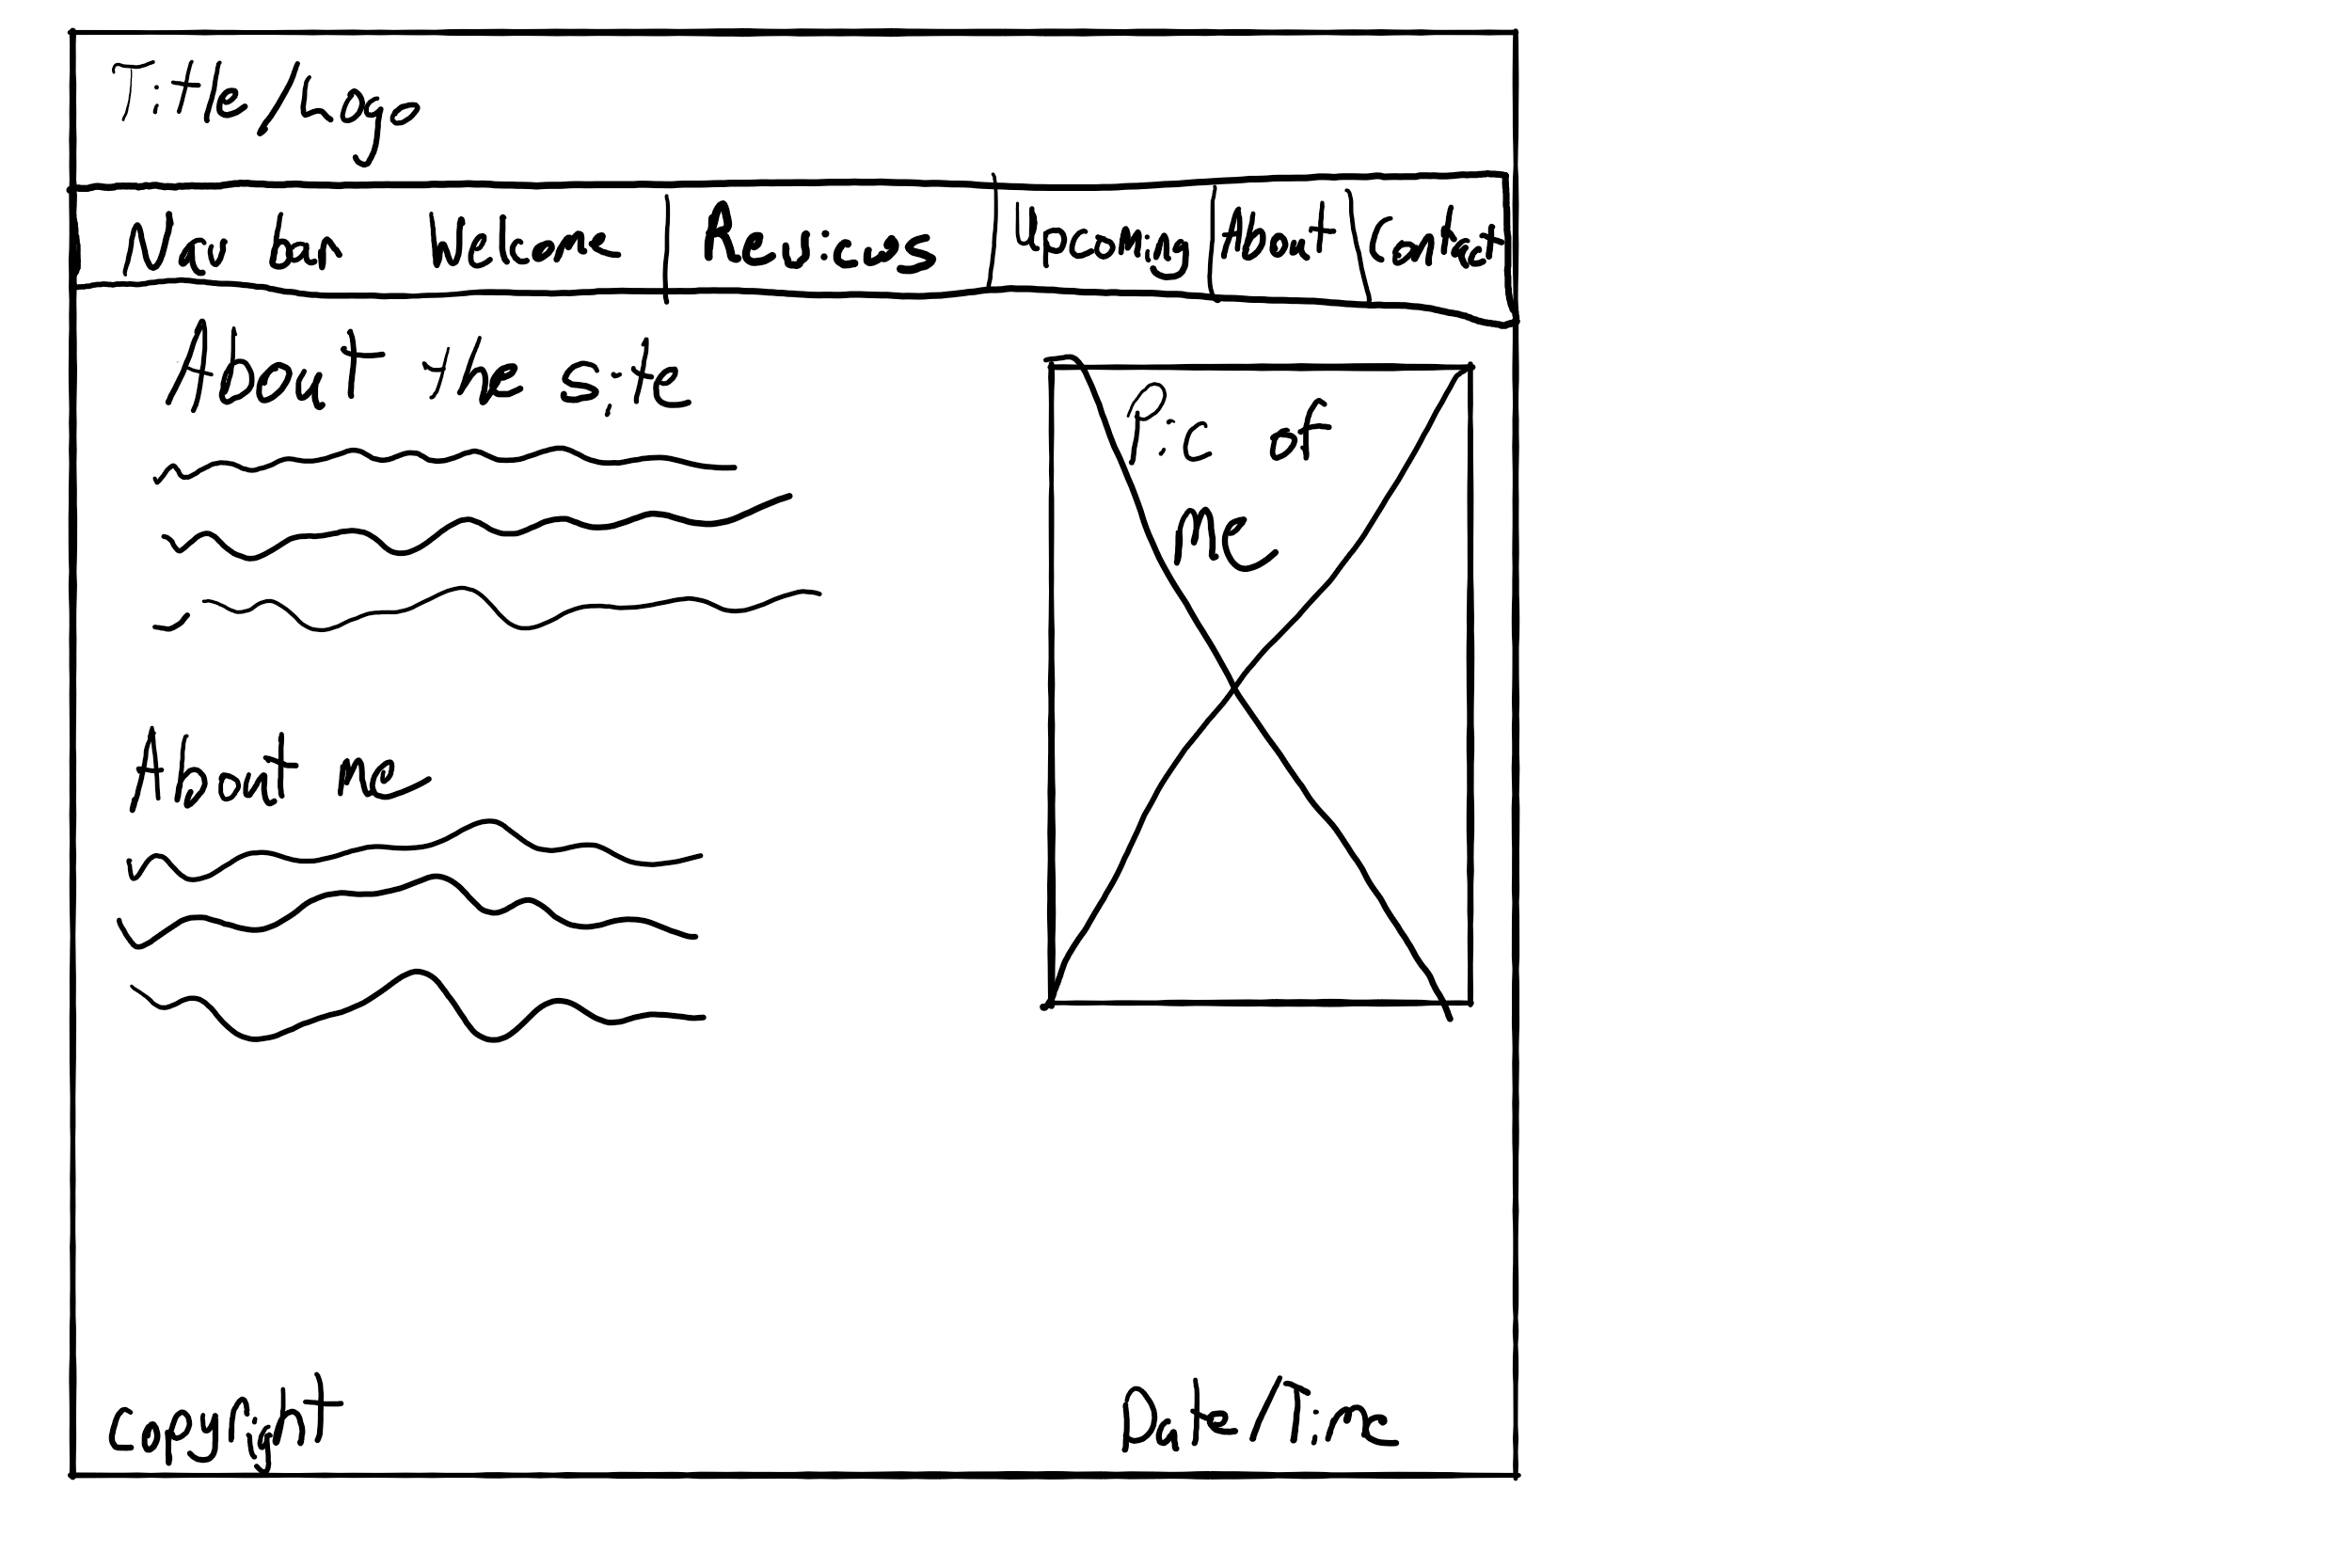 Title/Logo
Nav bar Welcome Reviews Upcoming About Contact
About the site
Pic of
me
About me
Copyright Date/Time